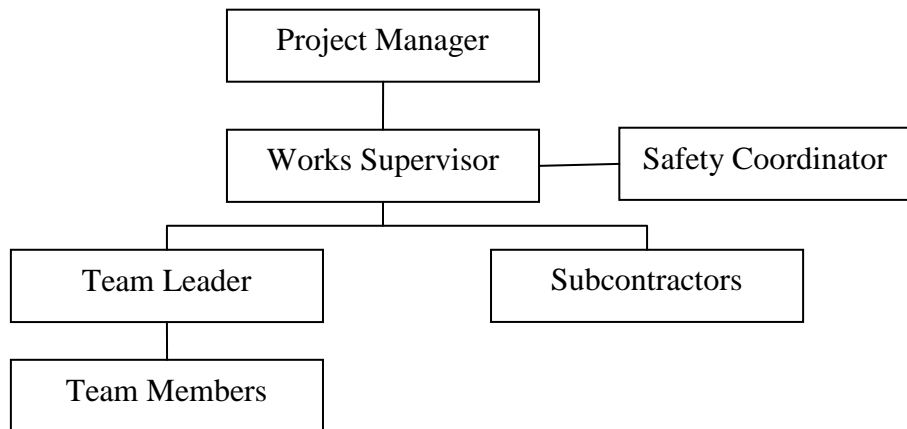 Project Manager
Works Supervisor
Safety Coordinator
Team Leader
Subcontractors
Team Members